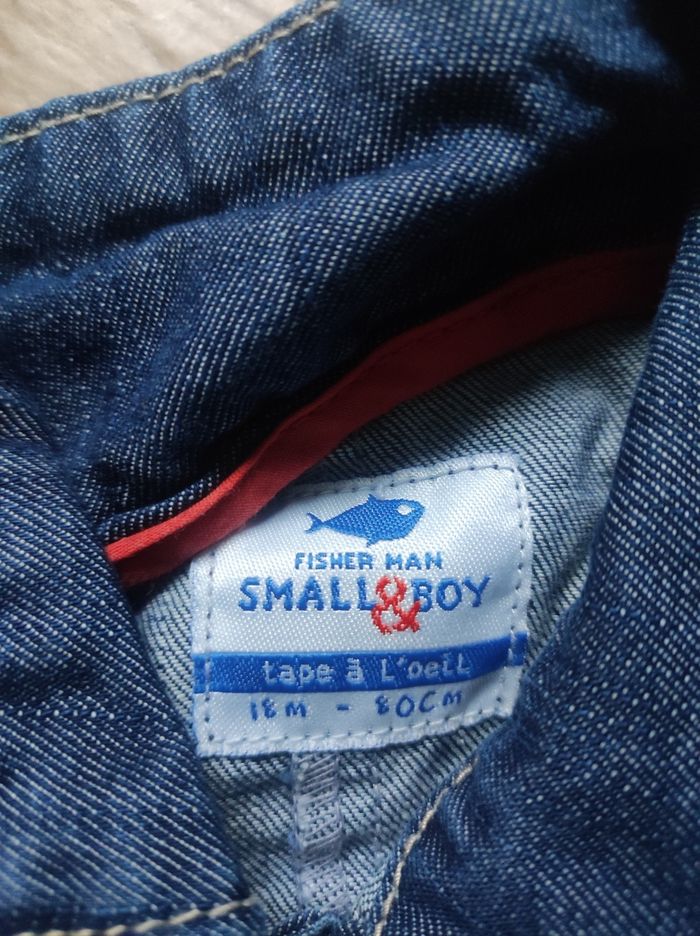 FISHER MAN
SMALL & BOY
tape à l'oeil
18M - 80CM